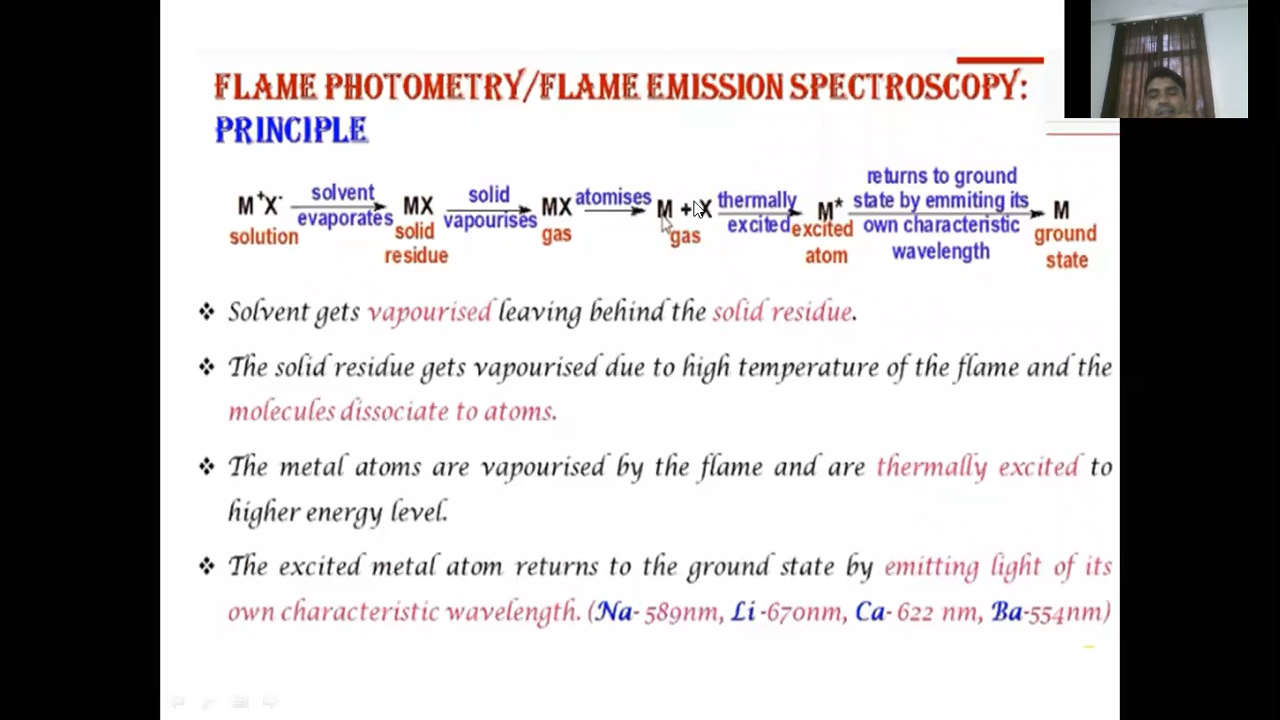 FLAME PHOTOMETRY/FLAME EMISSION SPECTROSCOPY:
PRINCIPLE
M⁺X⁻ solvent evaporates MX solid vapourises MX atomises M + X thermally excited M* returns to ground state by emmiting its own characteristic wavelength M
solution solid residue gas gas excited atom ground state
❖ Solvent gets vapourised leaving behind the solid residue.
❖ The solid residue gets vapourised due to high temperature of the flame and the
molecules dissociate to atoms.
❖ The metal atoms are vapourised by the flame and are thermally excited to
higher energy level.
❖ The excited metal atom returns to the ground state by emitting light of its
own characteristic wavelength. (Na- 589nm, Li -670nm, Ca- 622 nm, Ba-554nm)